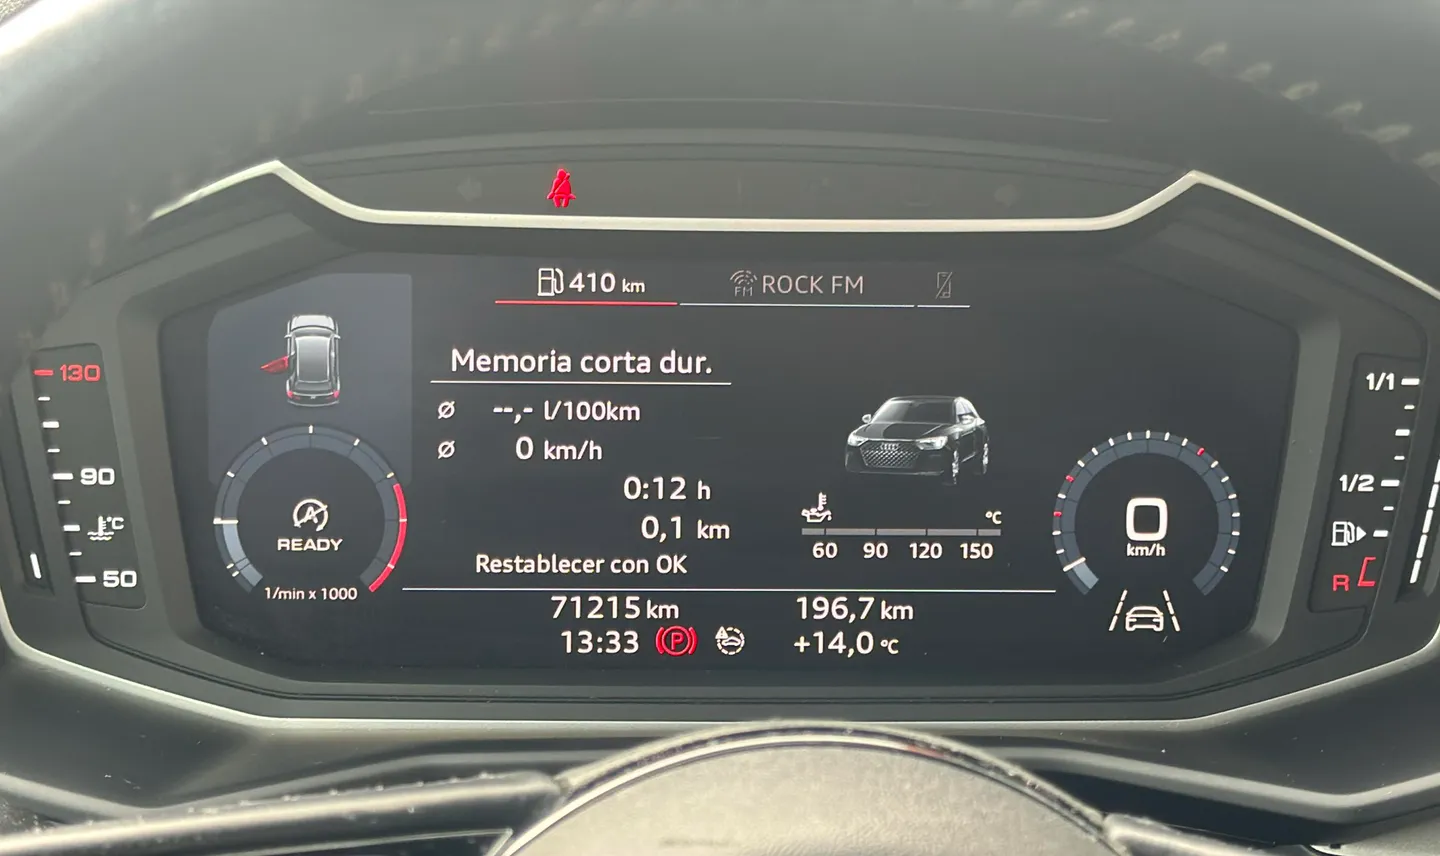 410 km
FM ROCK FM
Memoria corta dur.
ø --,- l/100km
ø 0 km/h
0:12 h
0,1 km
Restablecer con OK
130
90
°C
50
READY
1/min x 1000
°C
60 90 120 150
0
km/h
1/1
1/2
R
71215 km 196,7 km
13:33 P +14,0 °C